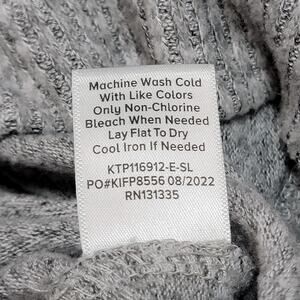 Machine Wash Cold
With Like Colors
Only Non-Chlorine
Bleach When Needed
Lay Flat To Dry
Cool Iron If Needed
KTP116912-E-SL
PO#KIFP8556 08/2022
RN131335